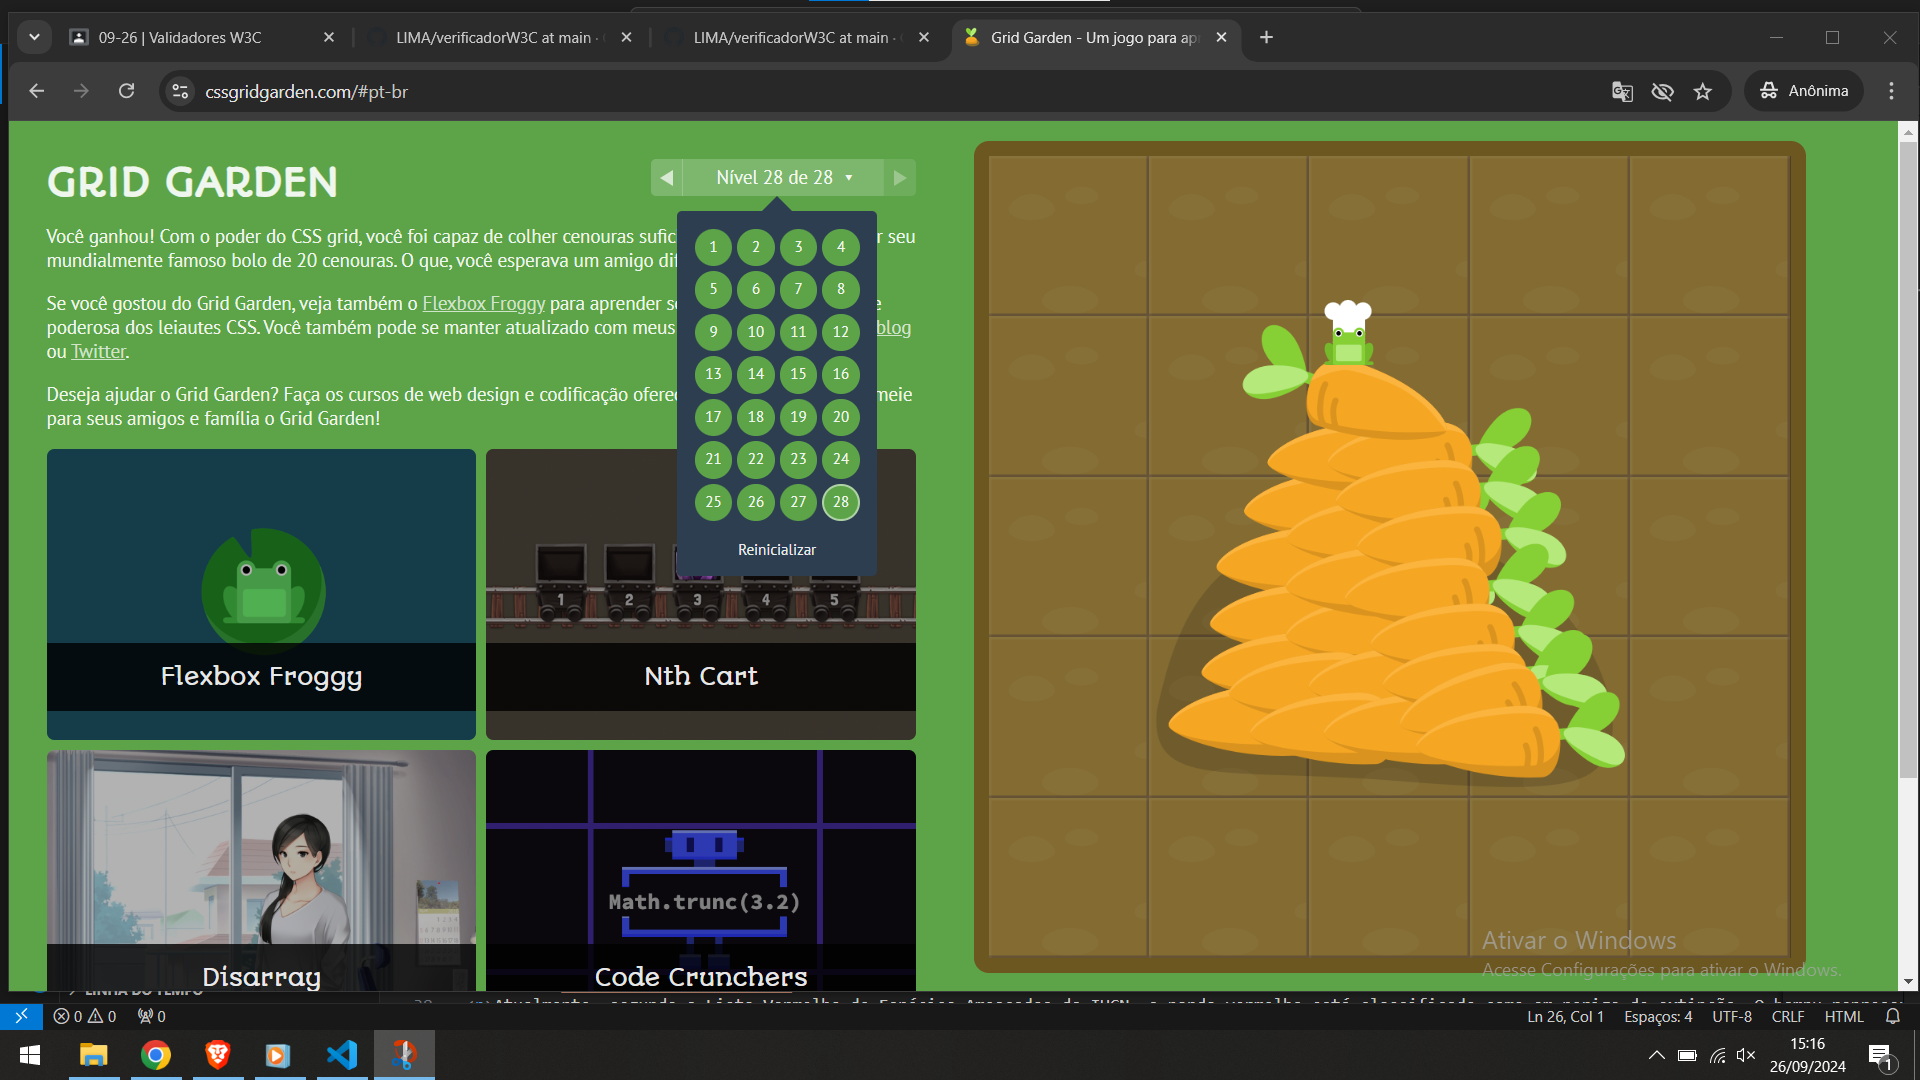 09-26 | Validadores W3C
LIMA/verificadorW3C at main ·
LIMA/verificadorW3C at main ·
Grid Garden - Um jogo para
cssgridgarden.com/#pt-br
Anônima
GRID GARDEN
Nível 28 de 28
Você ganhou! Com o poder do CSS grid, você foi capaz de colher cenouras
r seu
mundialmente famoso bolo de 20 cenouras. O que, você esperava um amigo
Se você gostou do Grid Garden, veja também o Flexbox Froggy para aprender
e
poderosa dos leiautes CSS. Você também pode se manter atualizado com meus
blog
ou Twitter.
Deseja ajudar o Grid Garden? Faça os cursos de web design e codificação
para seus amigos e família o Grid Garden!
1 2 3 4
5 6 7 8
9 10 11 12
13 14 15 16
17 18 19 20
21 22 23 24
25 26 27 28
Reinicializar
Flexbox Froggy
1 2 3 4 5
Nth Cart
Disarray
Math.trunc(3.2)
Code Crunchers
Ativar o Windows
Acesse Configurações para ativar o Windows.
LINHA DO TEMPO
0 0 0
Ln 26, Col 1 Espaços: 4 UTF-8 CRLF HTML
15:16
26/09/2024
1